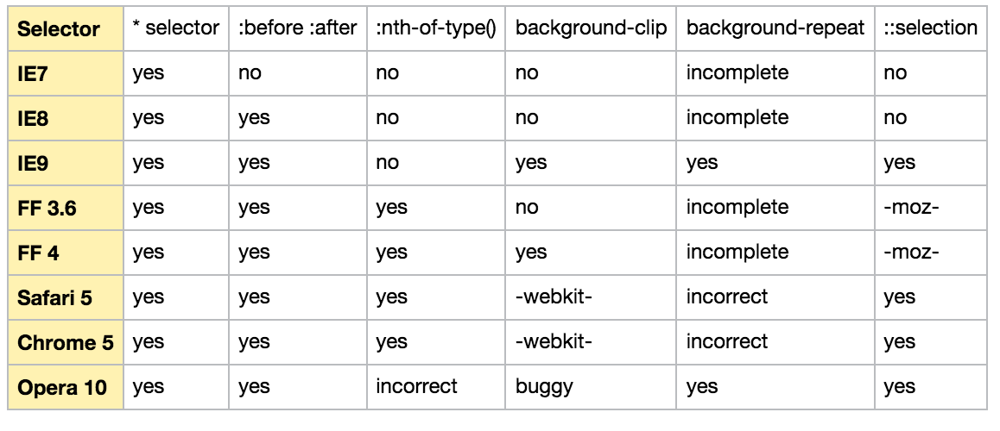 Selector * selector :before :after :nth-of-type() background-clip background-repeat ::selection
IE7 yes no no no incomplete no
IE8 yes yes no no incomplete no
IE9 yes yes no yes yes yes
FF 3.6 yes yes yes no incomplete -moz-
FF 4 yes yes yes yes incomplete -moz-
Safari 5 yes yes yes -webkit- incorrect yes
Chrome 5 yes yes yes -webkit- incorrect yes
Opera 10 yes yes incorrect buggy yes yes